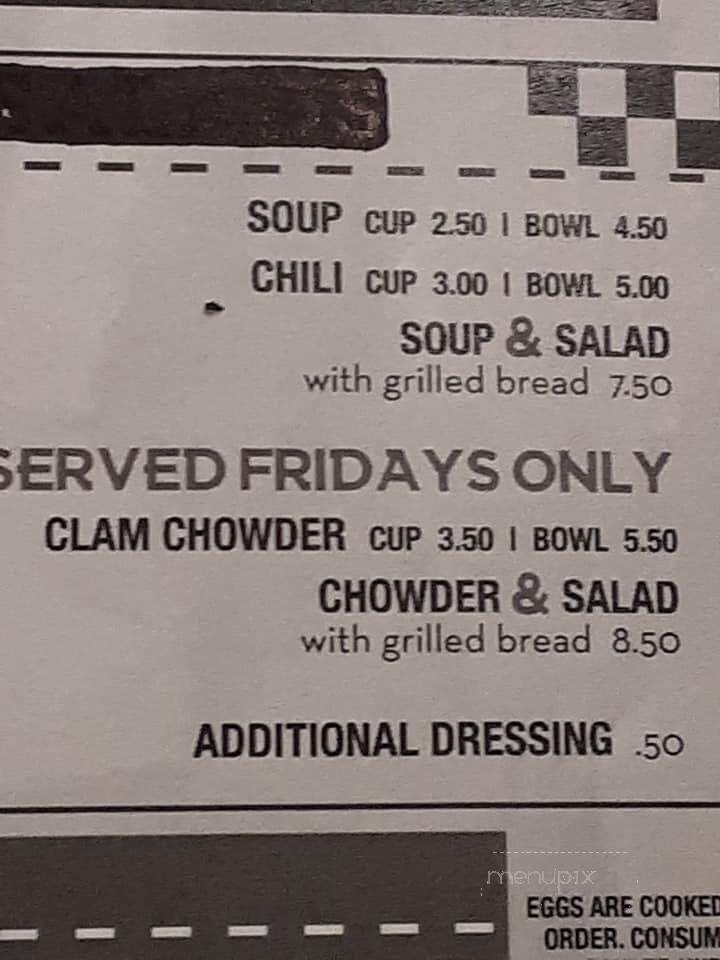 SOUP CUP 2.50 | BOWL 4.50
CHILI CUP 3.00 | BOWL 5.00
SOUP & SALAD
with grilled bread 7.50
SERVED FRIDAYS ONLY
CLAM CHOWDER CUP 3.50 | BOWL 5.50
CHOWDER & SALAD
with grilled bread 8.50
ADDITIONAL DRESSING .50
menupix
EGGS ARE COOKED
ORDER. CONSUM